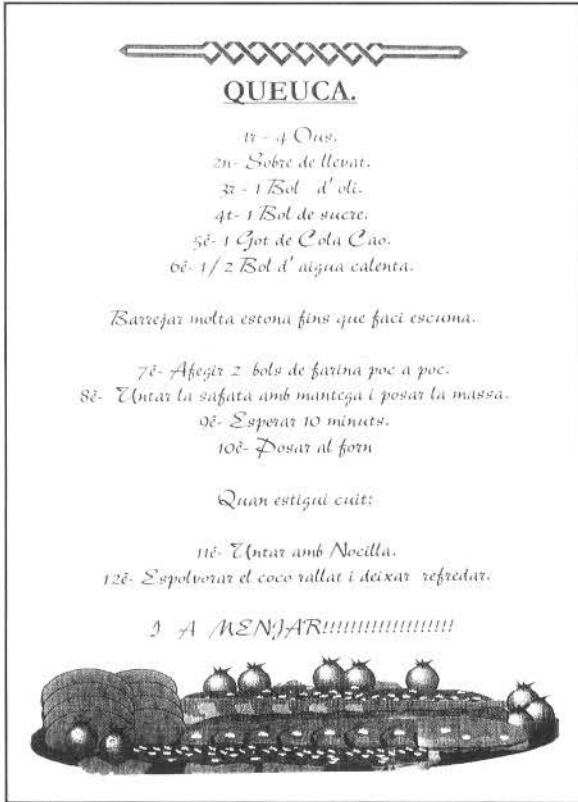 QUEUCA.
1r - 4 Ous.
2n- Sobre de llevat.
3r - 1 Bol d' oli.
4t- 1 Bol de sucre.
5è- 1 Got de Cola Cao.
6è- 1/2 Bol d' aigua calenta.
Barrejar molta estona fins que faci escuma.
7è- Afegir 2 bols de farina poc a poc.
8è- Untar la safata amb mantega i posar la massa.
9è- Esperar 10 minuts.
10è- Posar al forn
Quan estigui cuit:
11è- Untar amb Nocilla.
12è- Espolvorar el coco rallat i deixar refredar.
I A MENJAR!!!!!!!!!!!!!!!!!!!